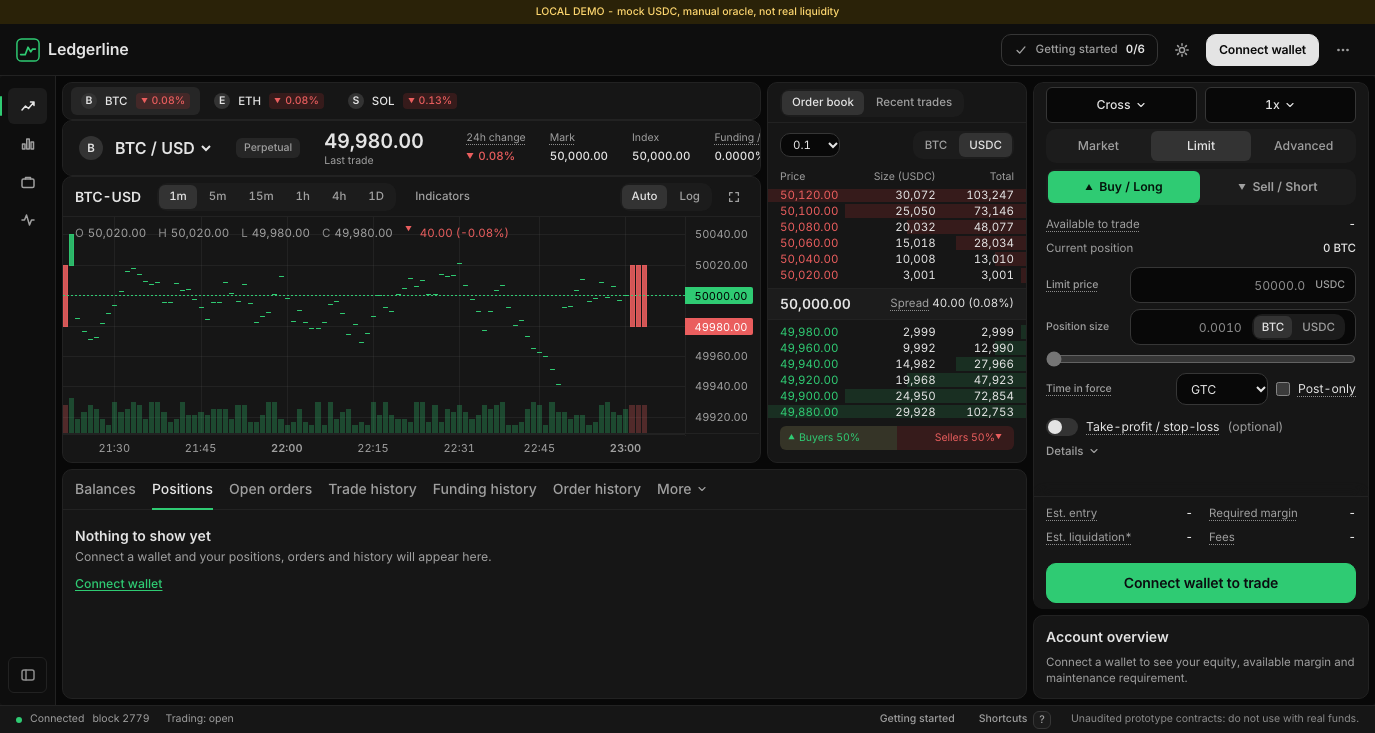 LOCAL DEMO - mock USDC, manual oracle, not real liquidity
Ledgerline
Getting started 0/6
Connect wallet
B BTC 0.08% E ETH 0.08% S SOL 0.13%
B BTC / USD Perpetual
49,980.00
Last trade
24h change
0.08%
Mark
50,000.00
Index
50,000.00
Funding /
0.0000%
BTC-USD 1m 5m 15m 1h 4h 1D Indicators Auto Log
O 50,020.00 H 50,020.00 L 49,980.00 C 49,980.00 40.00 (-0.08%)
50040.00
50020.00
50000.00
49980.00
49960.00
49940.00
49920.00
21:30 21:45 22:00 22:15 22:31 22:45 23:00
Order book Recent trades
0.1 BTC USDC
Price Size (USDC) Total
50,120.00 30,072 103,247
50,100.00 25,050 73,146
50,080.00 20,032 48,077
50,060.00 15,018 28,034
50,040.00 10,008 13,010
50,020.00 3,001 3,001
50,000.00 Spread 40.00 (0.08%)
49,980.00 2,999 2,999
49,960.00 9,992 12,990
49,940.00 14,982 27,966
49,920.00 19,968 47,923
49,900.00 24,950 72,854
49,880.00 29,928 102,753
Buyers 50% Sellers 50%
Cross 1x
Market Limit Advanced
Buy / Long Sell / Short
Available to trade -
Current position 0 BTC
Limit price 50000.0 USDC
Position size 0.0010 BTC USDC
Time in force GTC Post-only
Take-profit / stop-loss (optional)
Details
Est. entry - Required margin -
Est. liquidation* - Fees -
Connect wallet to trade
Account overview
Connect a wallet to see your equity, available margin and
maintenance requirement.
Balances Positions Open orders Trade history Funding history Order history More
Nothing to show yet
Connect a wallet and your positions, orders and history will appear here.
Connect wallet
Connected block 2779 Trading: open
Getting started Shortcuts ? Unaudited prototype contracts: do not use with real funds.